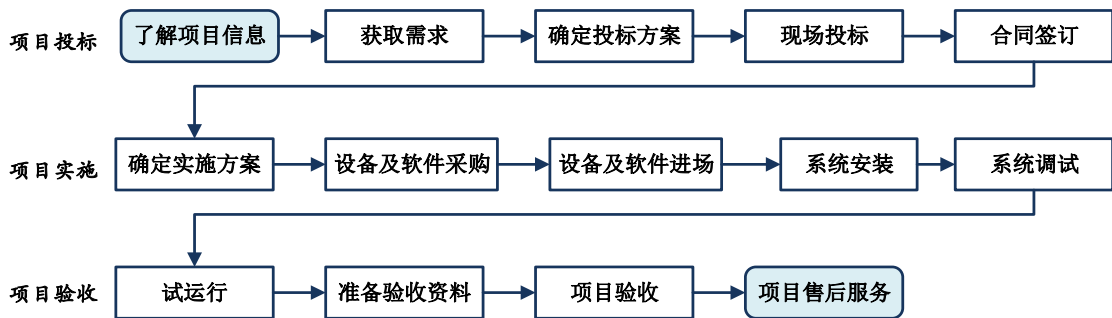 项目投标
了解项目信息
获取需求
确定投标方案
现场投标
合同签订
项目实施
确定实施方案
设备及软件采购
设备及软件进场
系统安装
系统调试
项目验收
试运行
准备验收资料
项目验收
项目售后服务